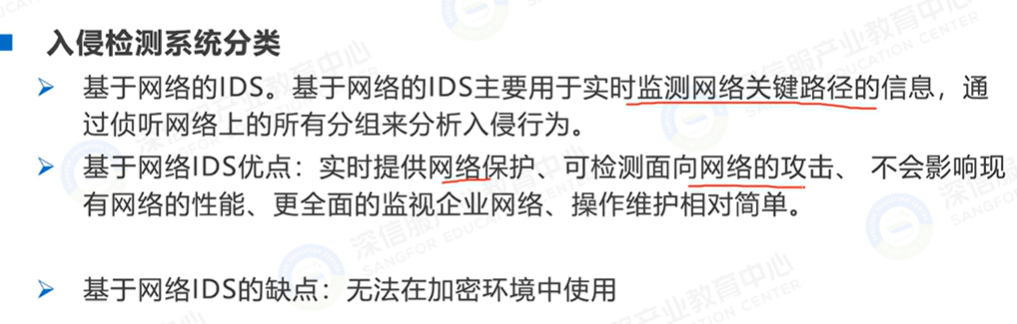 入侵检测系统分类
基于网络的IDS。基于网络的IDS主要用于实时监测网络关键路径的信息，通
过侦听网络上的所有分组来分析入侵行为。
基于网络IDS优点：实时提供网络保护、可检测面向网络的攻击、 不会影响现
有网络的性能、更全面的监视企业网络、操作维护相对简单。
基于网络IDS的缺点：无法在加密环境中使用
深信服产业教育中心
SANGFOR EDUCATION CENTER